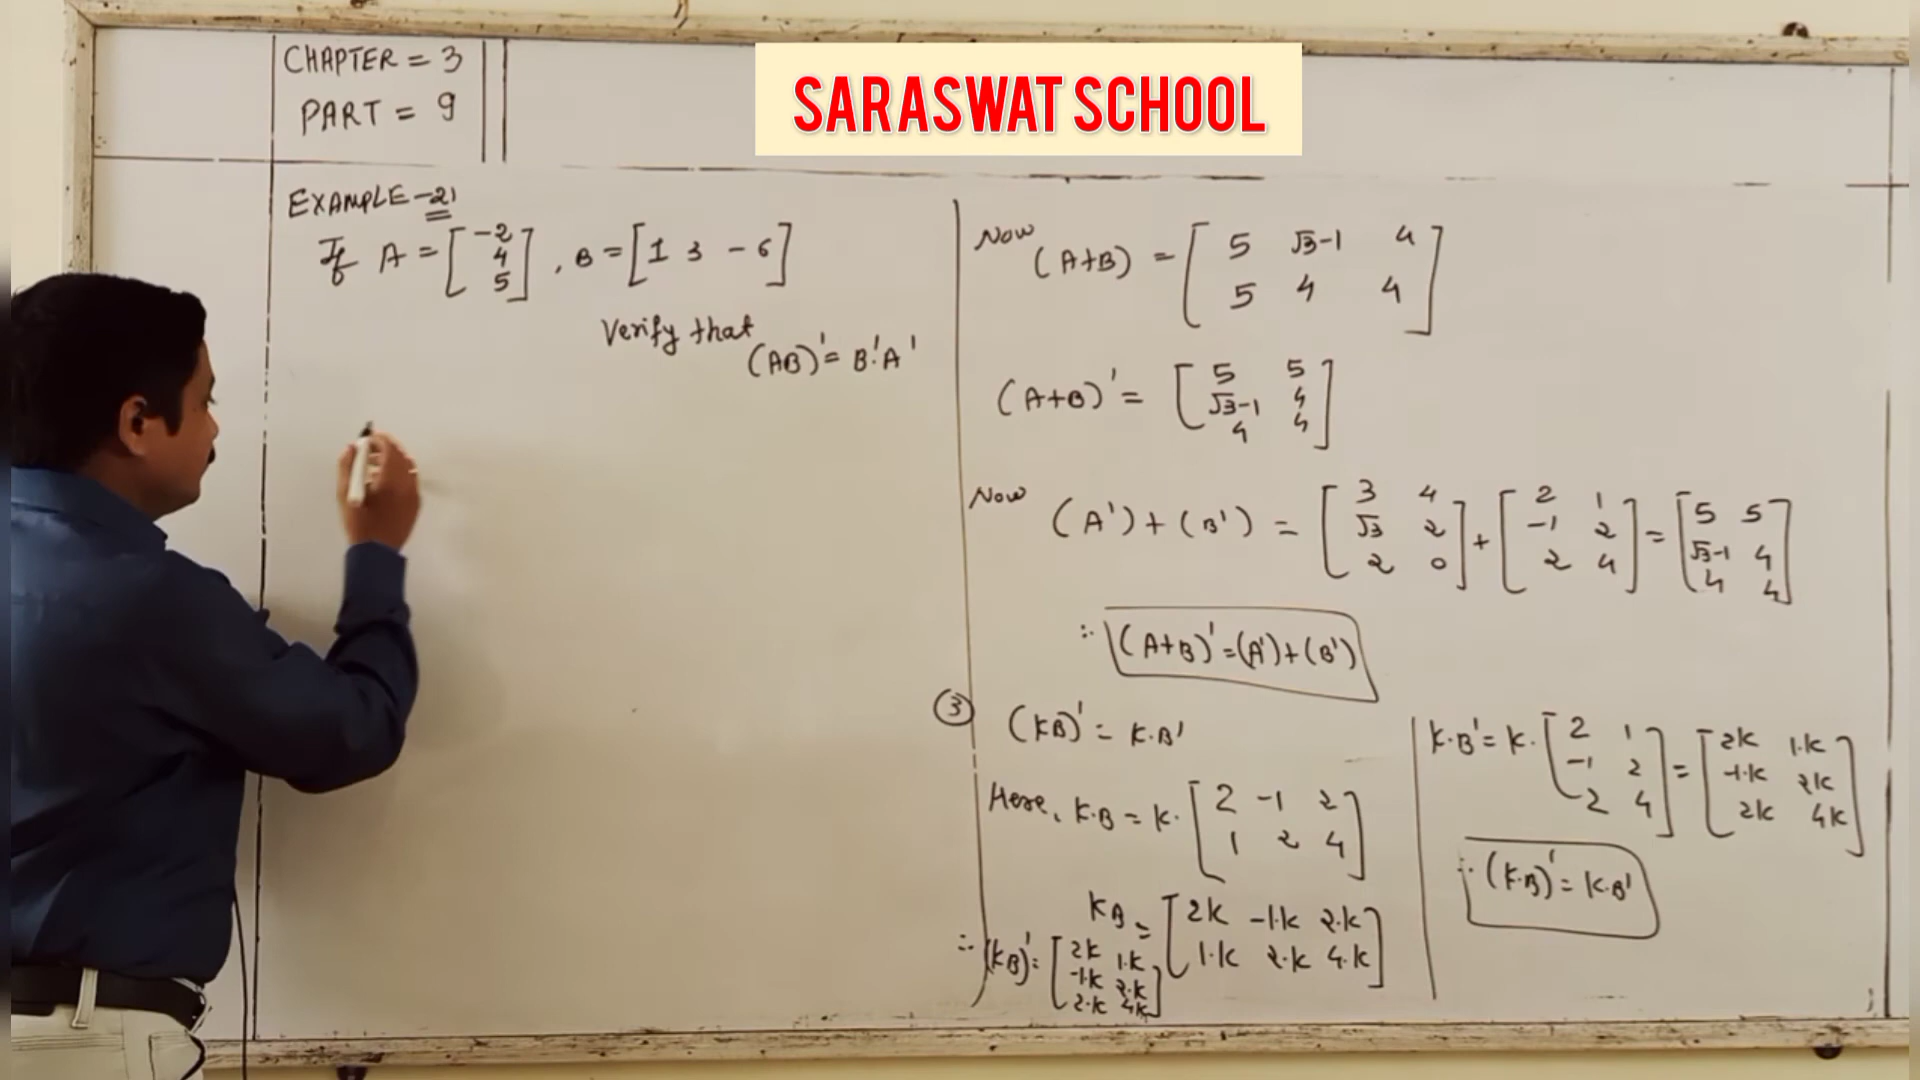 CHAPTER = 3
PART = 9
SARASWAT SCHOOL
EXAMPLE-21
If A = [-2 4 5], B = [1 3 -6]
Verify that
(AB)' = B'.A'
Now (A+B) = [5 √3-1 4
5 4 4]
(A+B)' = [5 5
√3-1 4
4 4]
Now (A')+(B') = [3 4
√3 2
2 0] + [2 1
-1 2
2 4] = [5 5
√3-1 4
4 4]
∴ (A+B)' = (A')+(B')
③ (KB)' = K.B'
Here, K.B = K. [2 -1 2
1 2 4]
KB = [2K -1.K 2.K
1.K 2.K 4.K]
∴ (KB)' = [2K 1.K
-1.K 2.K
2.K 4K]
K.B' = K. [2 1
-1 2
2 4] = [2K 1.K
-1.K 2K
2K 4K]
∴ (K.B)' = K.B'